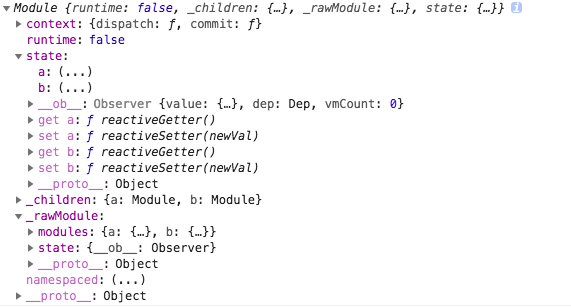 Module {runtime: false, _children: {…}, _rawModule: {…}, state: {…}} i
context: {dispatch: ƒ, commit: ƒ}
runtime: false
state:
a: (...)
b: (...)
__ob__: Observer {value: {…}, dep: Dep, vmCount: 0}
get a: ƒ reactiveGetter()
set a: ƒ reactiveSetter(newVal)
get b: ƒ reactiveGetter()
set b: ƒ reactiveSetter(newVal)
__proto__: Object
_children: {a: Module, b: Module}
_rawModule:
modules: {a: {…}, b: {…}}
state: {__ob__: Observer}
__proto__: Object
namespaced: (...)
__proto__: Object